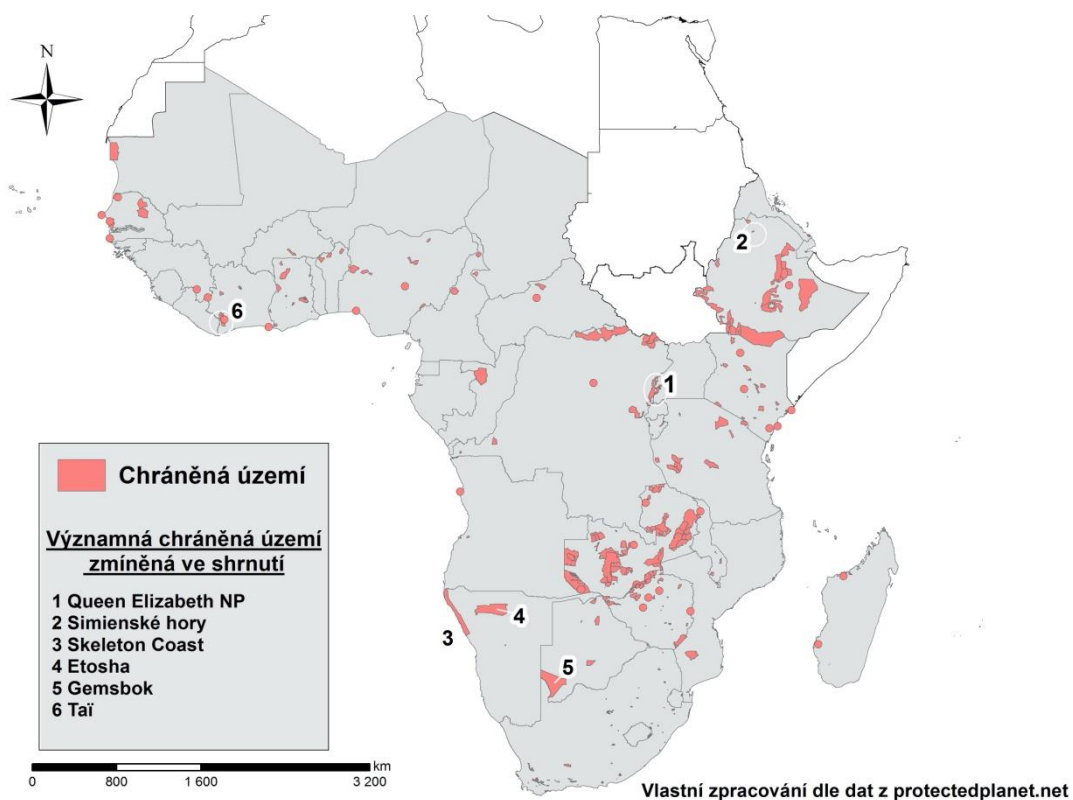 N
2
6
1
Chráněná území
Významná chráněná území
zmíněná ve shrnutí
1 Queen Elizabeth NP
2 Simienské hory
3 Skeleton Coast
4 Etosha
5 Gemsbok
6 Taï
4
3
5
km
0 800 1 600 3 200
Vlastní zpracování dle dat z protectedplanet.net